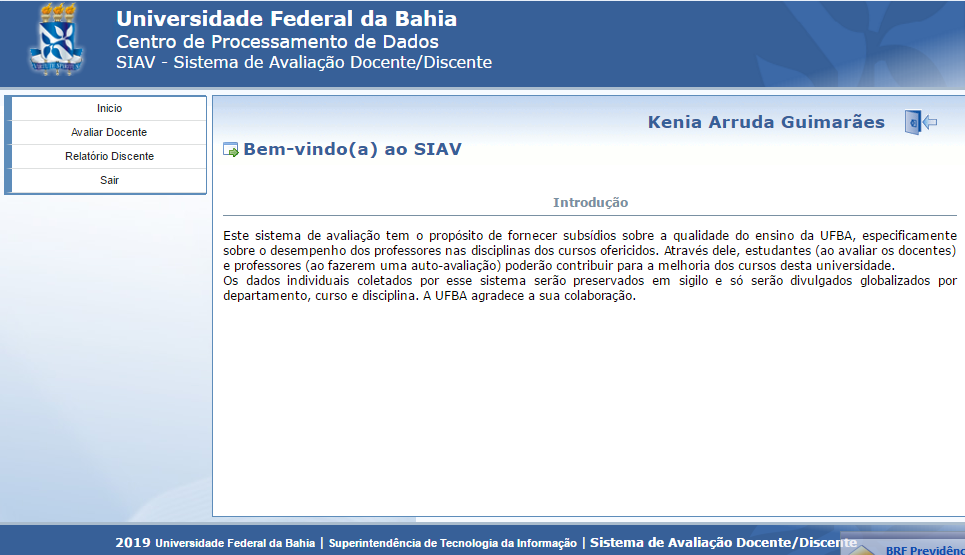 Universidade Federal da Bahia
Centro de Processamento de Dados
SIAV - Sistema de Avaliação Docente/Discente
Inicio
Avaliar Docente
Relatório Discente
Sair
Kenia Arruda Guimarães
Bem-vindo(a) ao SIAV
Introdução
Este sistema de avaliação tem o propósito de fornecer subsídios sobre a qualidade do ensino da UFBA, especificamente
sobre o desempenho dos professores nas disciplinas dos cursos ofericidos. Através dele, estudantes (ao avaliar os docentes)
e professores (ao fazerem uma auto-avaliação) poderão contribuir para a melhoria dos cursos desta universidade.
Os dados individuais coletados por esse sistema serão preservados em sigilo e só serão divulgados globalizados por
departamento, curso e disciplina. A UFBA agradece a sua colaboração.
2019 Universidade Federal da Bahia | Superintendência de Tecnologia da Informação | Sistema de Avaliação Docente/Discente
BRF